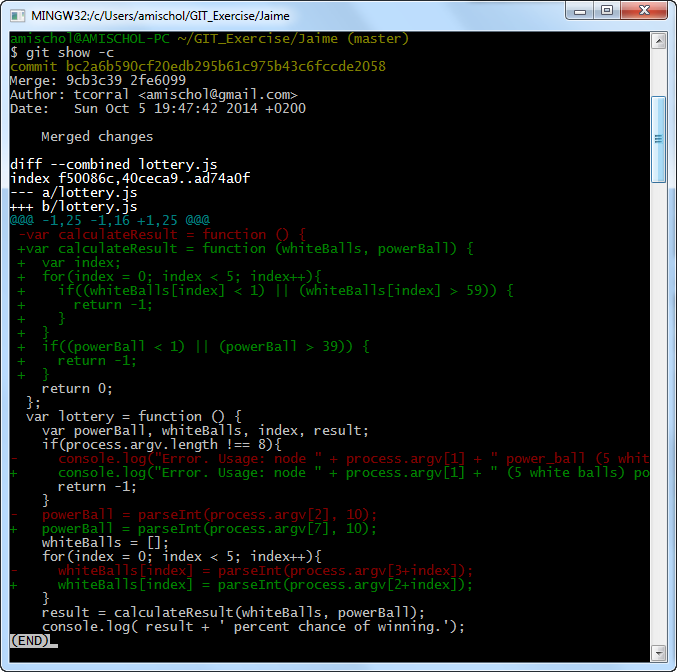 MINGW32:/c/Users/amischol/GIT_Exercise/Jaime
amischol@AMISCHOL-PC ~/GIT_Exercise/Jaime (master)
$ git show -c
commit bc2a6b590cf20edb295b61c975b43c6fccde2058
Merge: 9cb3c39 2fe6099
Author: tcorral <amischol@gmail.com>
Date:   Sun Oct 5 19:47:42 2014 +0200

    Merged changes

diff --combined lottery.js
index f50086c,40ceca9..ad74a0f
--- a/lottery.js
+++ b/lottery.js
@@@ -1,25 -1,16 +1,25 @@@
 -var calculateResult = function () {
 +var calculateResult = function (whiteBalls, powerBall) {
 +  var index;
 +  for(index = 0; index < 5; index++){
 +    if((whiteBalls[index] < 1) || (whiteBalls[index] > 59)) {
 +      return -1;
 +    }
 +  }
 +  if((powerBall < 1) || (powerBall > 39)) {
 +    return -1;
 +  }
    return 0;
  };
  var lottery = function () {
    var powerBall, whiteBalls, index, result;
    if(process.argv.length !== 8){
-     console.log("Error. Usage: node " + process.argv[1] + " power_ball (5 whit
+     console.log("Error. Usage: node " + process.argv[1] + " (5 white balls) po
      return -1;
    }
-   powerBall = parseInt(process.argv[2], 10);
+   powerBall = parseInt(process.argv[7], 10);
    whiteBalls = [];
    for(index = 0; index < 5; index++){
-     whiteBalls[index] = parseInt(process.argv[3+index]);
+     whiteBalls[index] = parseInt(process.argv[2+index]);
    }
    result = calculateResult(whiteBalls, powerBall);
    console.log( result + ' percent chance of winning.');
(END)